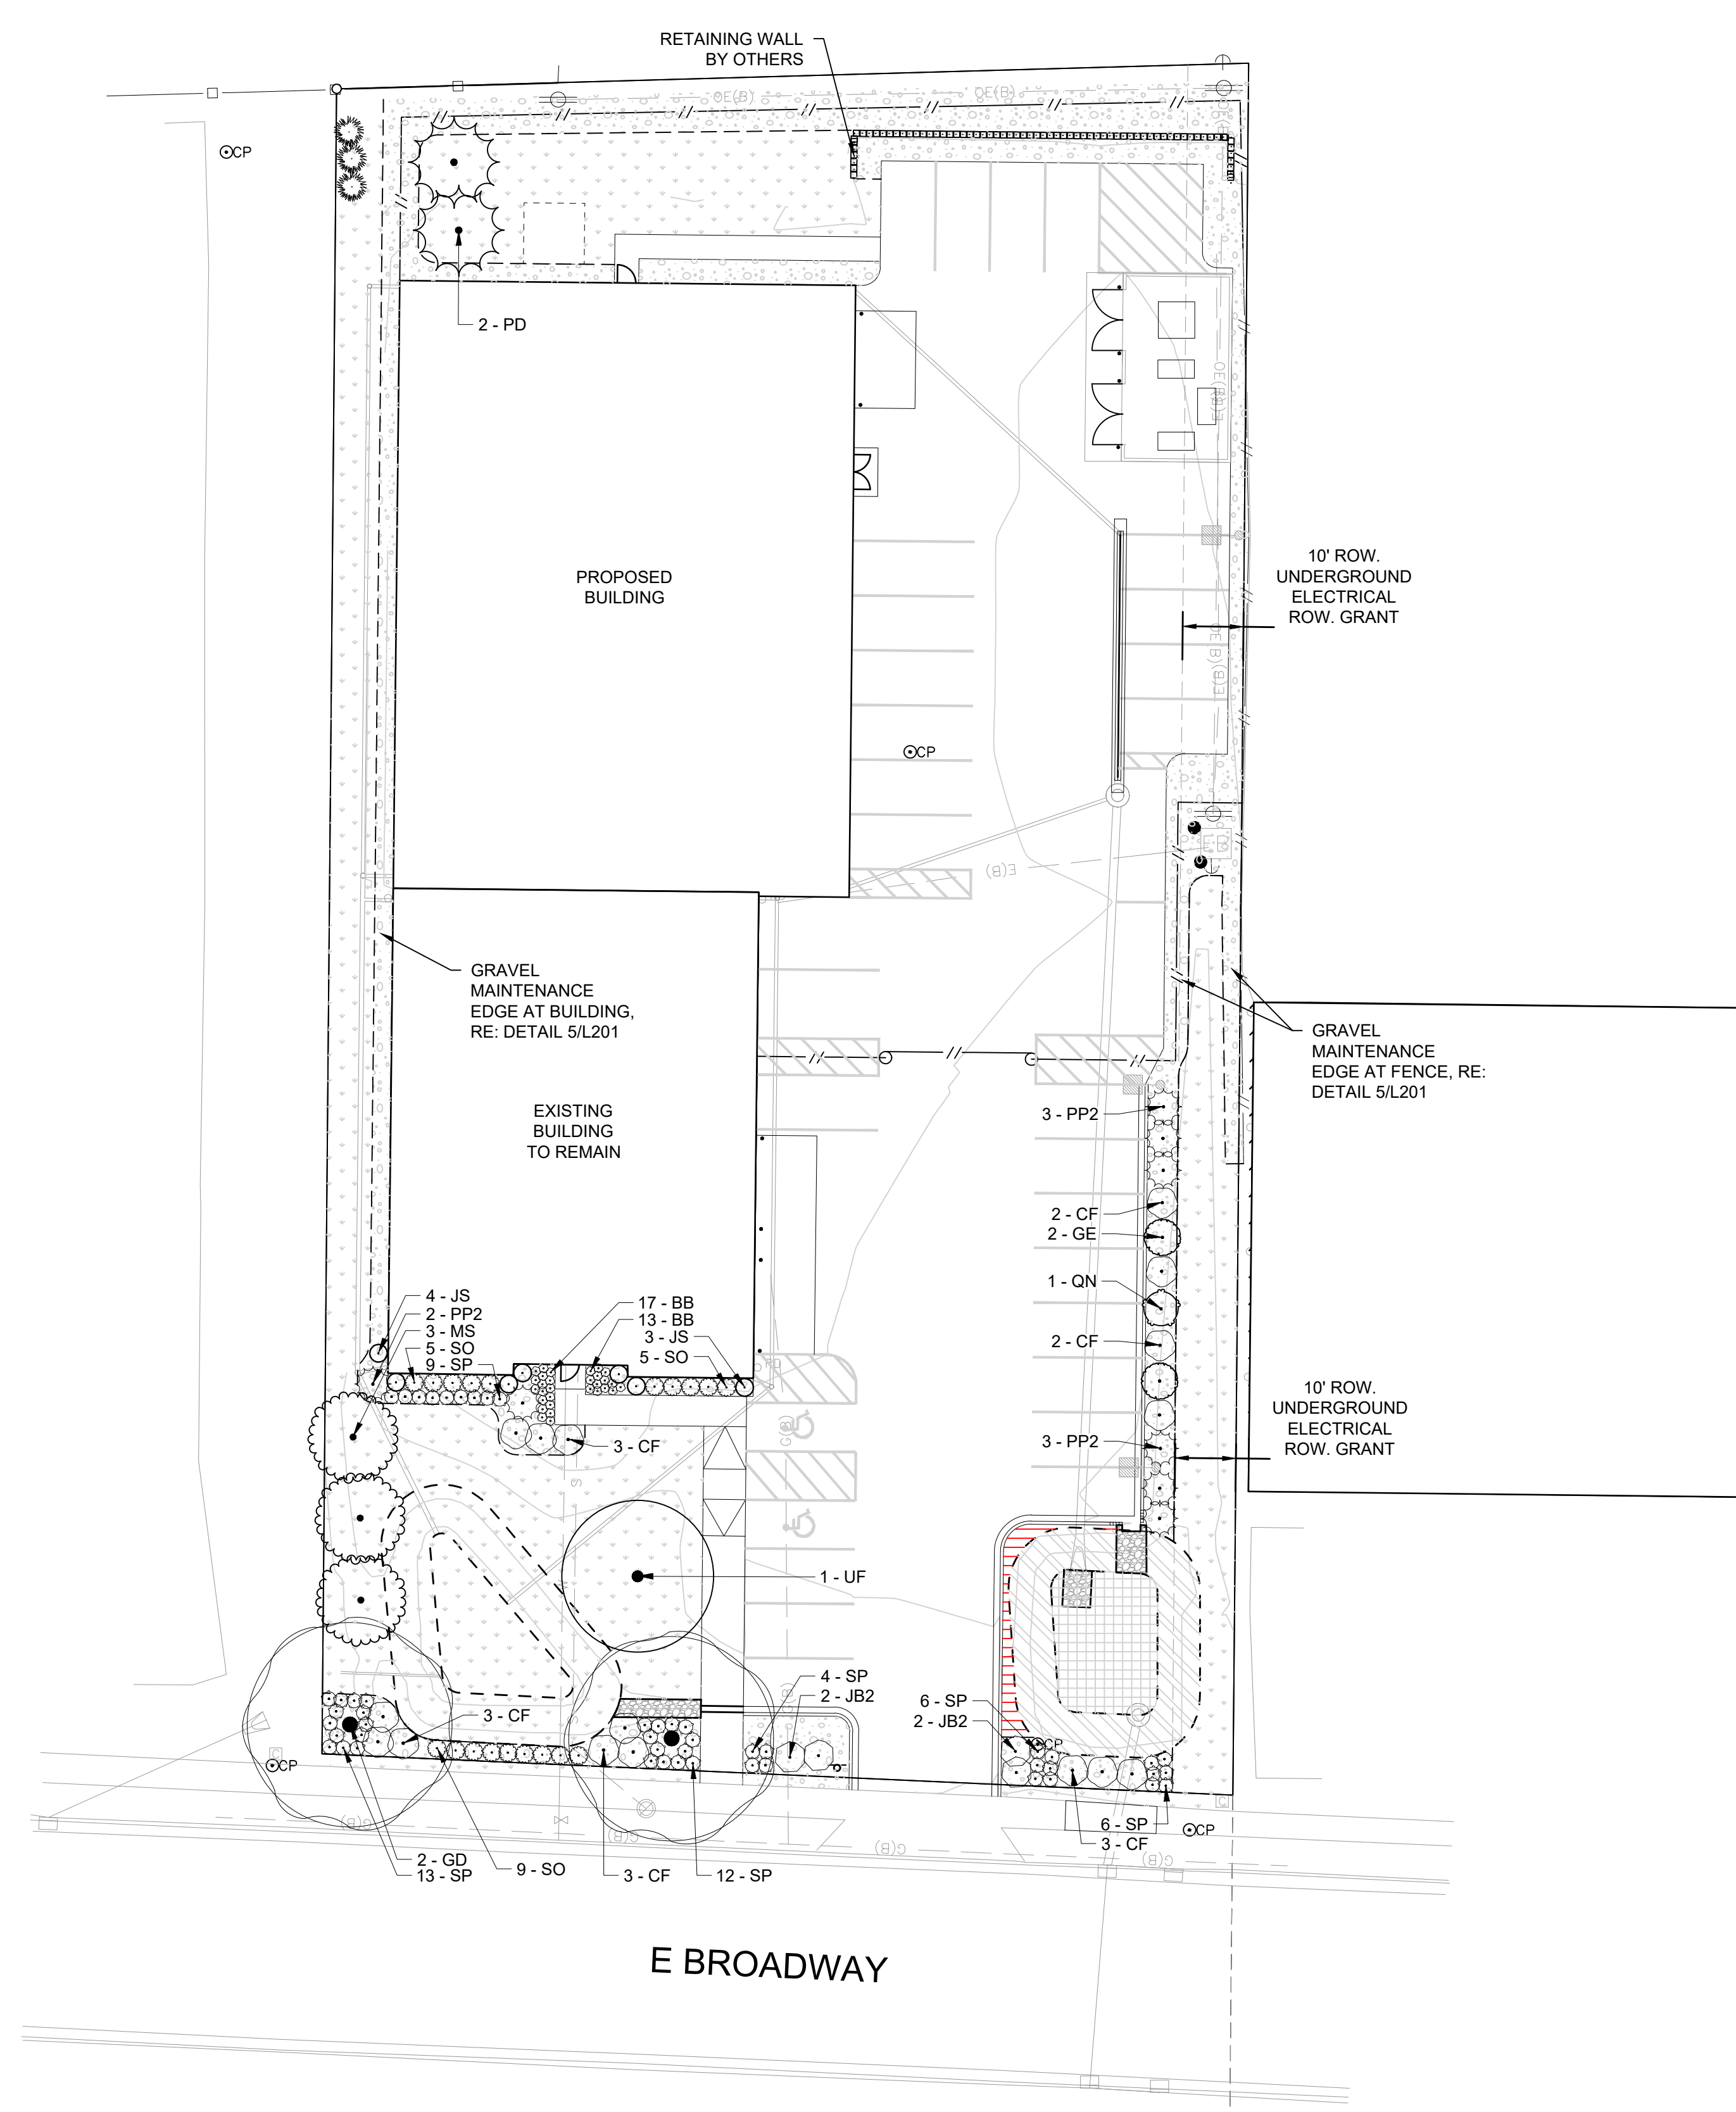 RETAINING WALL
BY OTHERS
OE(B)
OE(B)
CP
2 - PD
OE(B)
PROPOSED
BUILDING
10' ROW.
UNDERGROUND
ELECTRICAL
ROW. GRANT
CP
E(B)
GRAVEL
MAINTENANCE
EDGE AT BUILDING,
RE: DETAIL 5/L201
GRAVEL
MAINTENANCE
EDGE AT FENCE, RE:
DETAIL 5/L201
EXISTING
BUILDING
TO REMAIN
3 - PP2
2 - CF
2 - GE
1 - QN
2 - CF
4 - JS
2 - PP2
3 - MS
5 - SO
9 - SP
17 - BB
13 - BB
3 - JS
5 - SO
10' ROW.
UNDERGROUND
ELECTRICAL
ROW. GRANT
3 - CF
G(B)
3 - PP2
S
1 - UF
4 - SP
2 - JB2
6 - SP
2 - JB2
3 - CF
CP
CP
G(B)
G(B)
G(B)
G(B)
CP
6 - SP
3 - CF
2 - GD
13 - SP
9 - SO
3 - CF
12 - SP
E BROADWAY